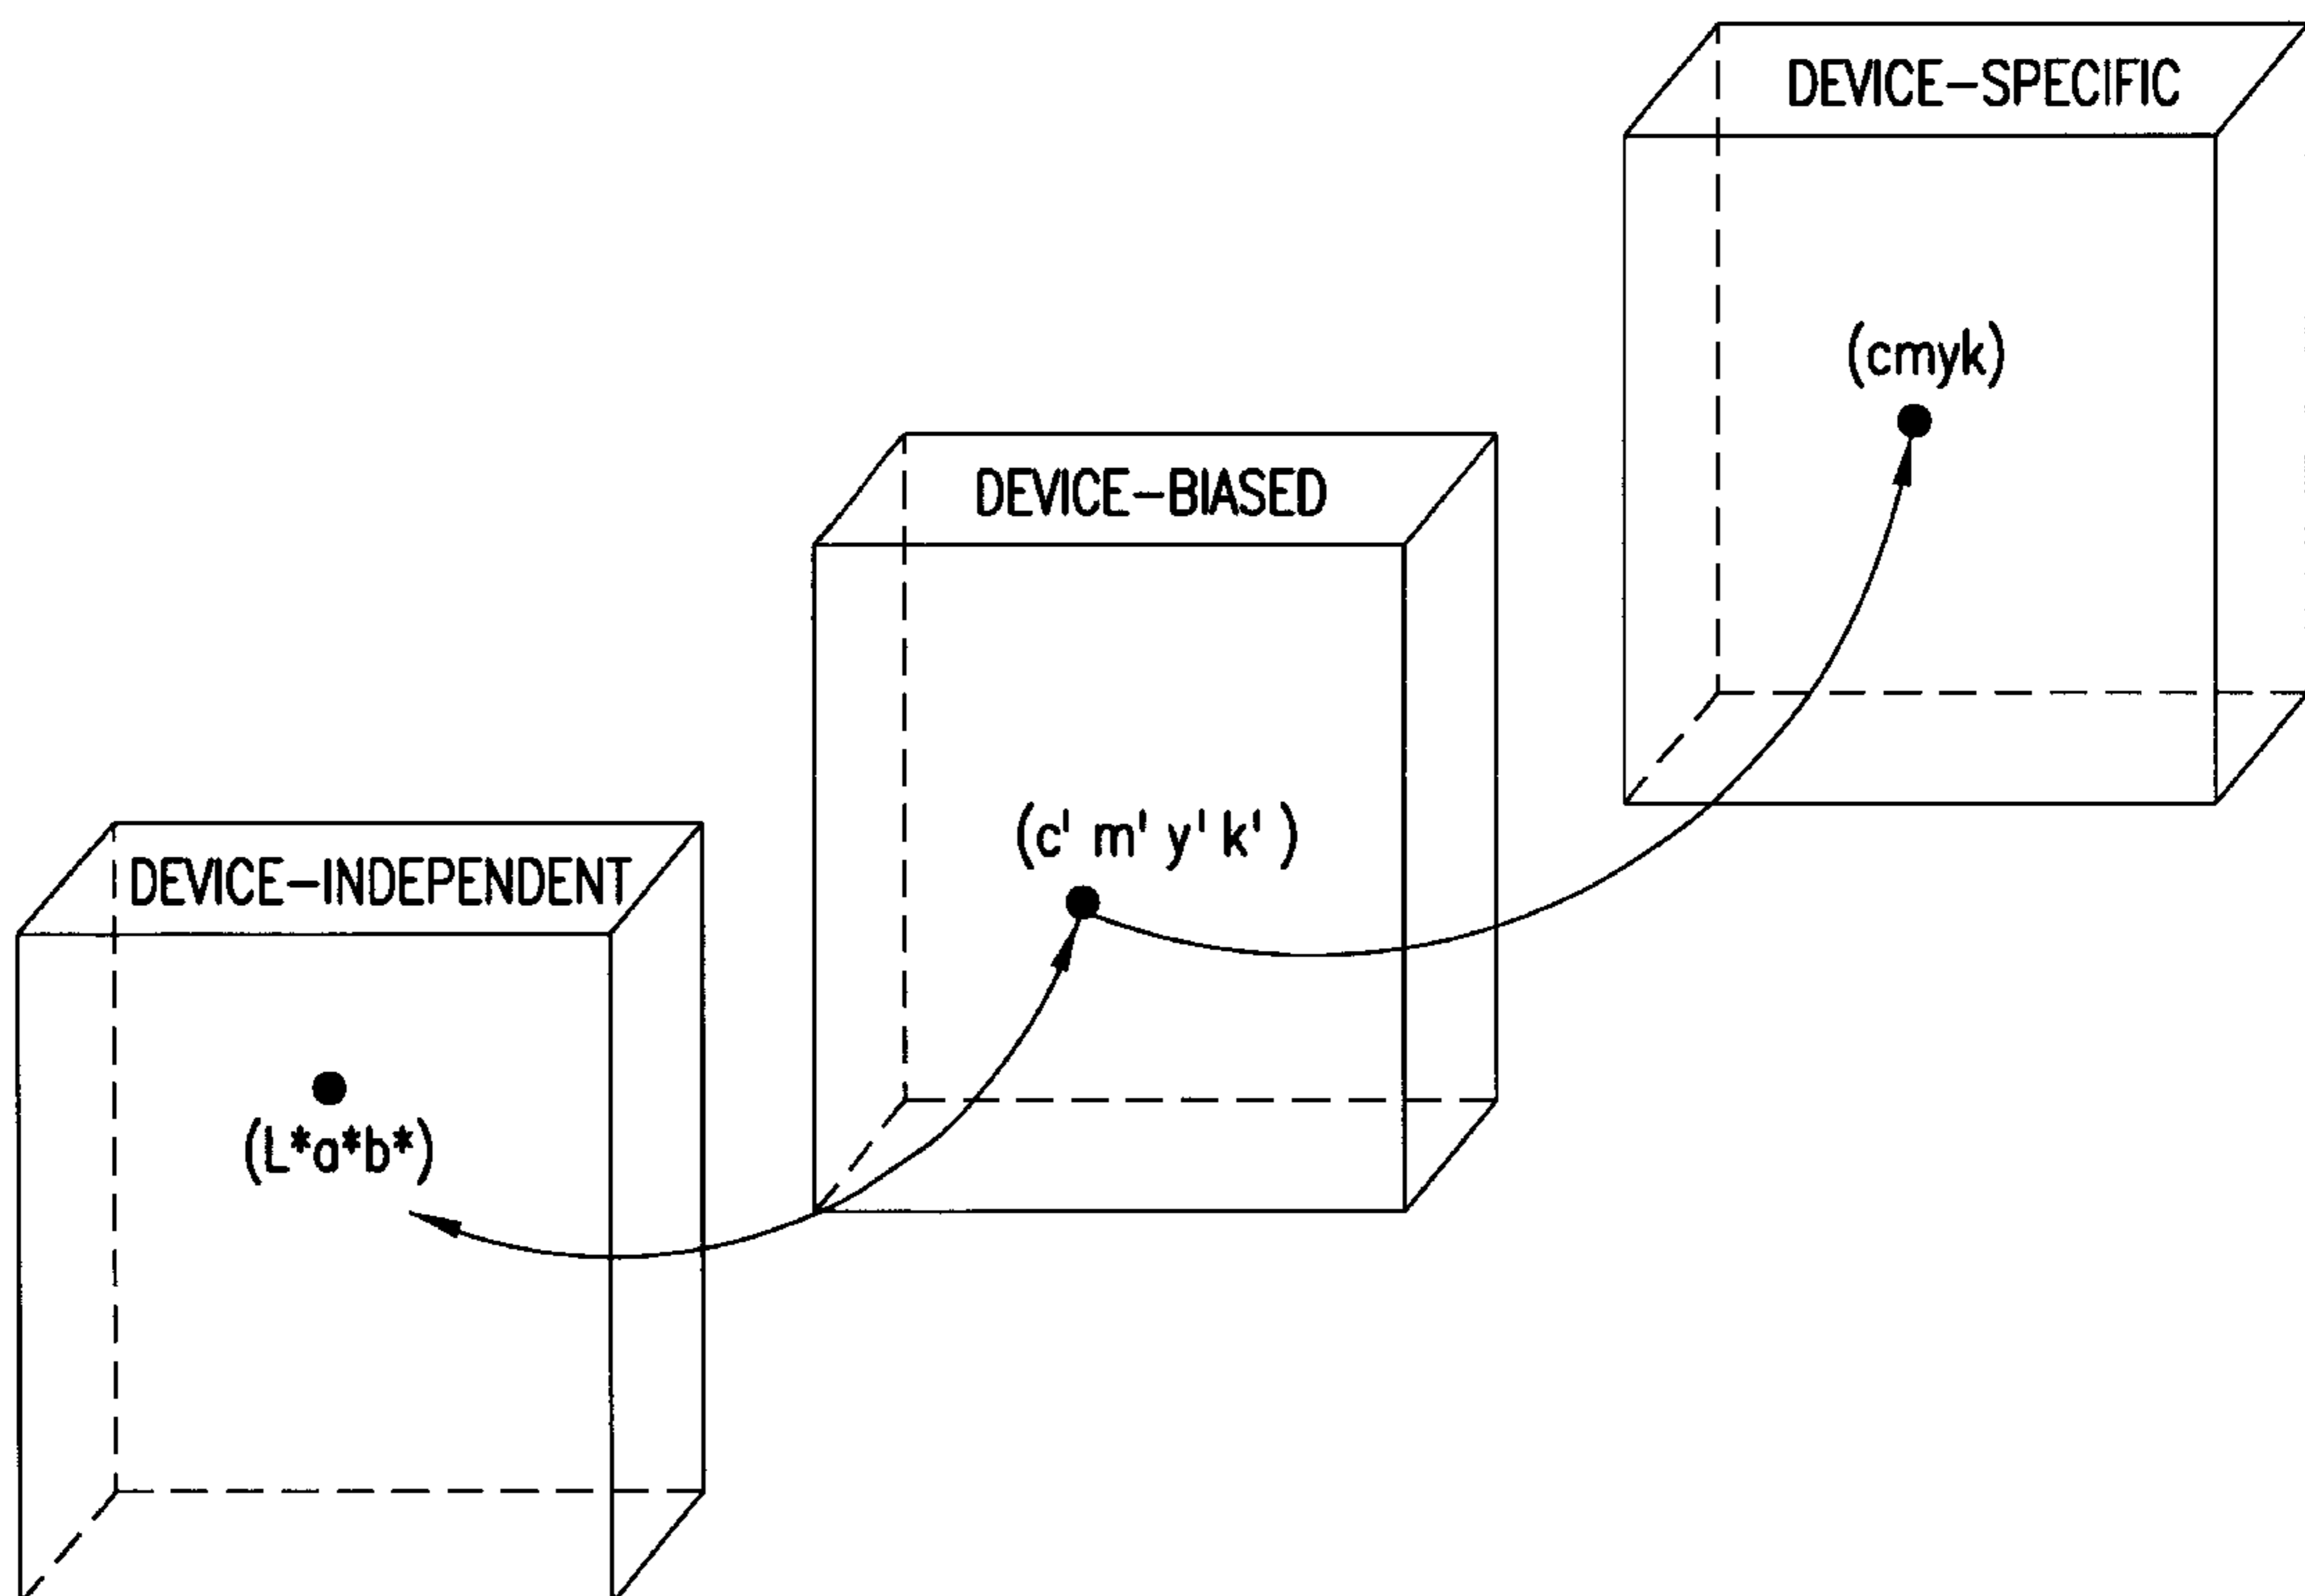 DEVICE-SPECIFIC
(cmyk)
DEVICE-BIASED
(c' m' y' k')
DEVICE-INDEPENDENT
(L*a*b*)